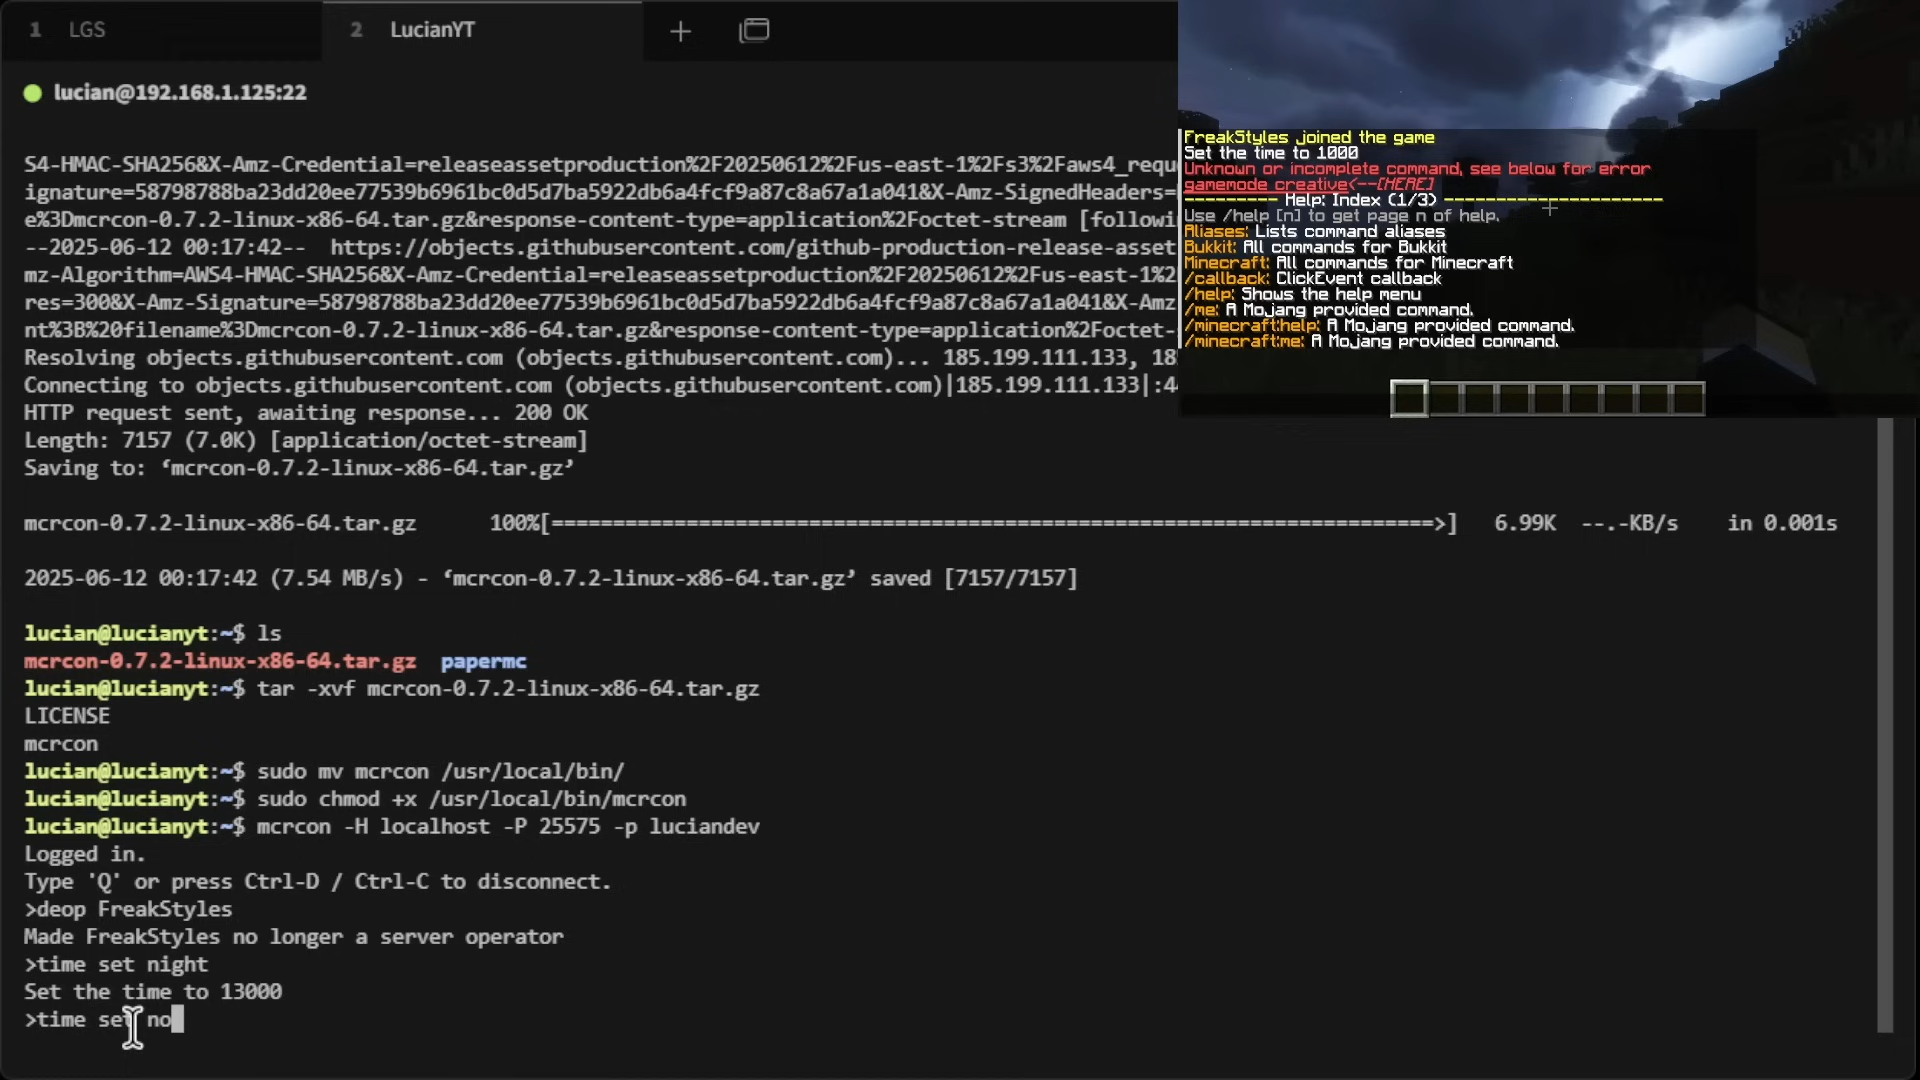 1 LGS
2 LucianYT
lucian@192.168.1.125:22
S4-HMAC-SHA256&X-Amz-Credential=releaseassetproduction%2F20250612%2Fus-east-1%2Fs3%2Faws4_reque
ignature=58798788ba23dd20ee77539b6961bc0d5d7ba5922db6a4fcf9a87c8a67a1a041&X-Amz-SignedHeaders=
e%3Dmcrcon-0.7.2-linux-x86-64.tar.gz&response-content-type=application%2Foctet-stream [followi
--2025-06-12 00:17:42--  https://objects.githubusercontent.com/github-production-release-asset
mz-Algorithm=AWS4-HMAC-SHA256&X-Amz-Credential=releaseassetproduction%2F20250612%2Fus-east-1%2
res=300&X-Amz-Signature=58798788ba23dd20ee77539b6961bc0d5d7ba5922db6a4fcf9a87c8a67a1a041&X-Amz
nt%3B%20filename%3Dmcrcon-0.7.2-linux-x86-64.tar.gz&response-content-type=application%2Foctet-
Resolving objects.githubusercontent.com (objects.githubusercontent.com)... 185.199.111.133, 18
Connecting to objects.githubusercontent.com (objects.githubusercontent.com)|185.199.111.133|:4
HTTP request sent, awaiting response... 200 OK
Length: 7157 (7.0K) [application/octet-stream]
Saving to: ‘mcrcon-0.7.2-linux-x86-64.tar.gz’
mcrcon-0.7.2-linux-x86-64.tar.gz      100%[========================================================================>]   6.99K  --.-KB/s    in 0.001s
2025-06-12 00:17:42 (7.54 MB/s) - ‘mcrcon-0.7.2-linux-x86-64.tar.gz’ saved [7157/7157]
lucian@lucianyt:~$ ls
mcrcon-0.7.2-linux-x86-64.tar.gz  papermc
lucian@lucianyt:~$ tar -xvf mcrcon-0.7.2-linux-x86-64.tar.gz
LICENSE
mcrcon
lucian@lucianyt:~$ sudo mv mcrcon /usr/local/bin/
lucian@lucianyt:~$ sudo chmod +x /usr/local/bin/mcrcon
lucian@lucianyt:~$ mcrcon -H localhost -P 25575 -p luciandev
Logged in.
Type 'Q' or press Ctrl-D / Ctrl-C to disconnect.
>deop FreakStyles
Made FreakStyles no longer a server operator
>time set night
Set the time to 13000
>time set no
FreakStyles joined the game
Set the time to 1000
Unknown or incomplete command, see below for error
gamemode creative<--[HERE]
---------- Help: Index (1/3) -----------------------
Use /help [n] to get page n of help.
Aliases: Lists command aliases
Bukkit: All commands for Bukkit
Minecraft: All commands for Minecraft
/callback: ClickEvent callback
/help: Shows the help menu
/me: A Mojang provided command.
/minecraft:help: A Mojang provided command.
/minecraft:me: A Mojang provided command.